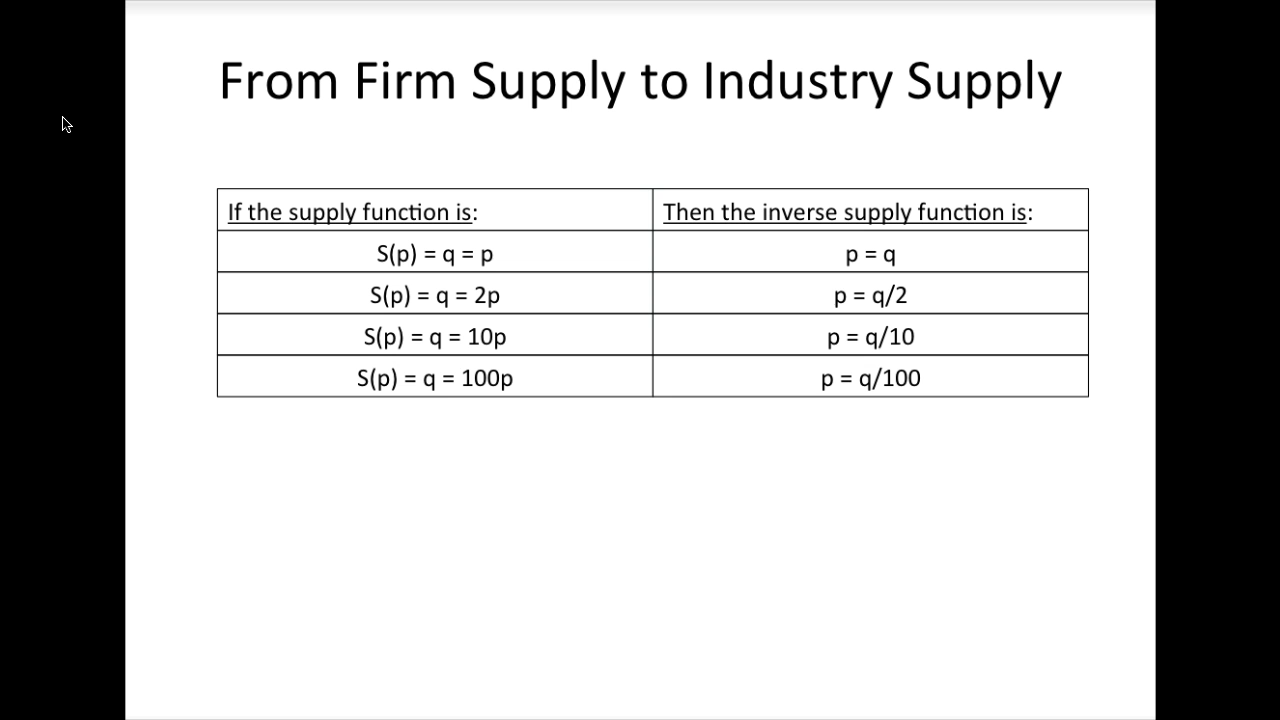 From Firm Supply to Industry Supply
If the supply function is: Then the inverse supply function is:
S(p) = q = p p = q
S(p) = q = 2p p = q/2
S(p) = q = 10p p = q/10
S(p) = q = 100p p = q/100